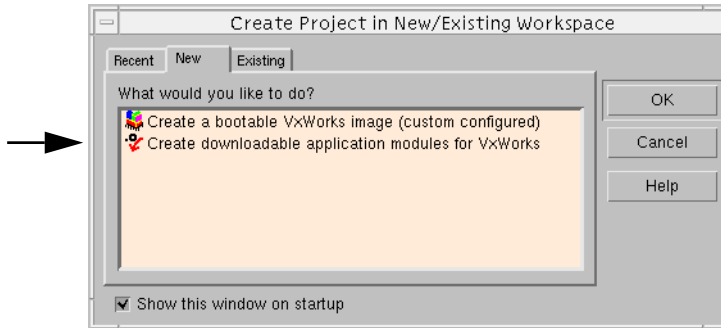 Create Project in New/Existing Workspace
Recent New Existing
What would you like to do?
Create a bootable VxWorks image (custom configured)
Create downloadable application modules for VxWorks
OK
Cancel
Help
Show this window on startup